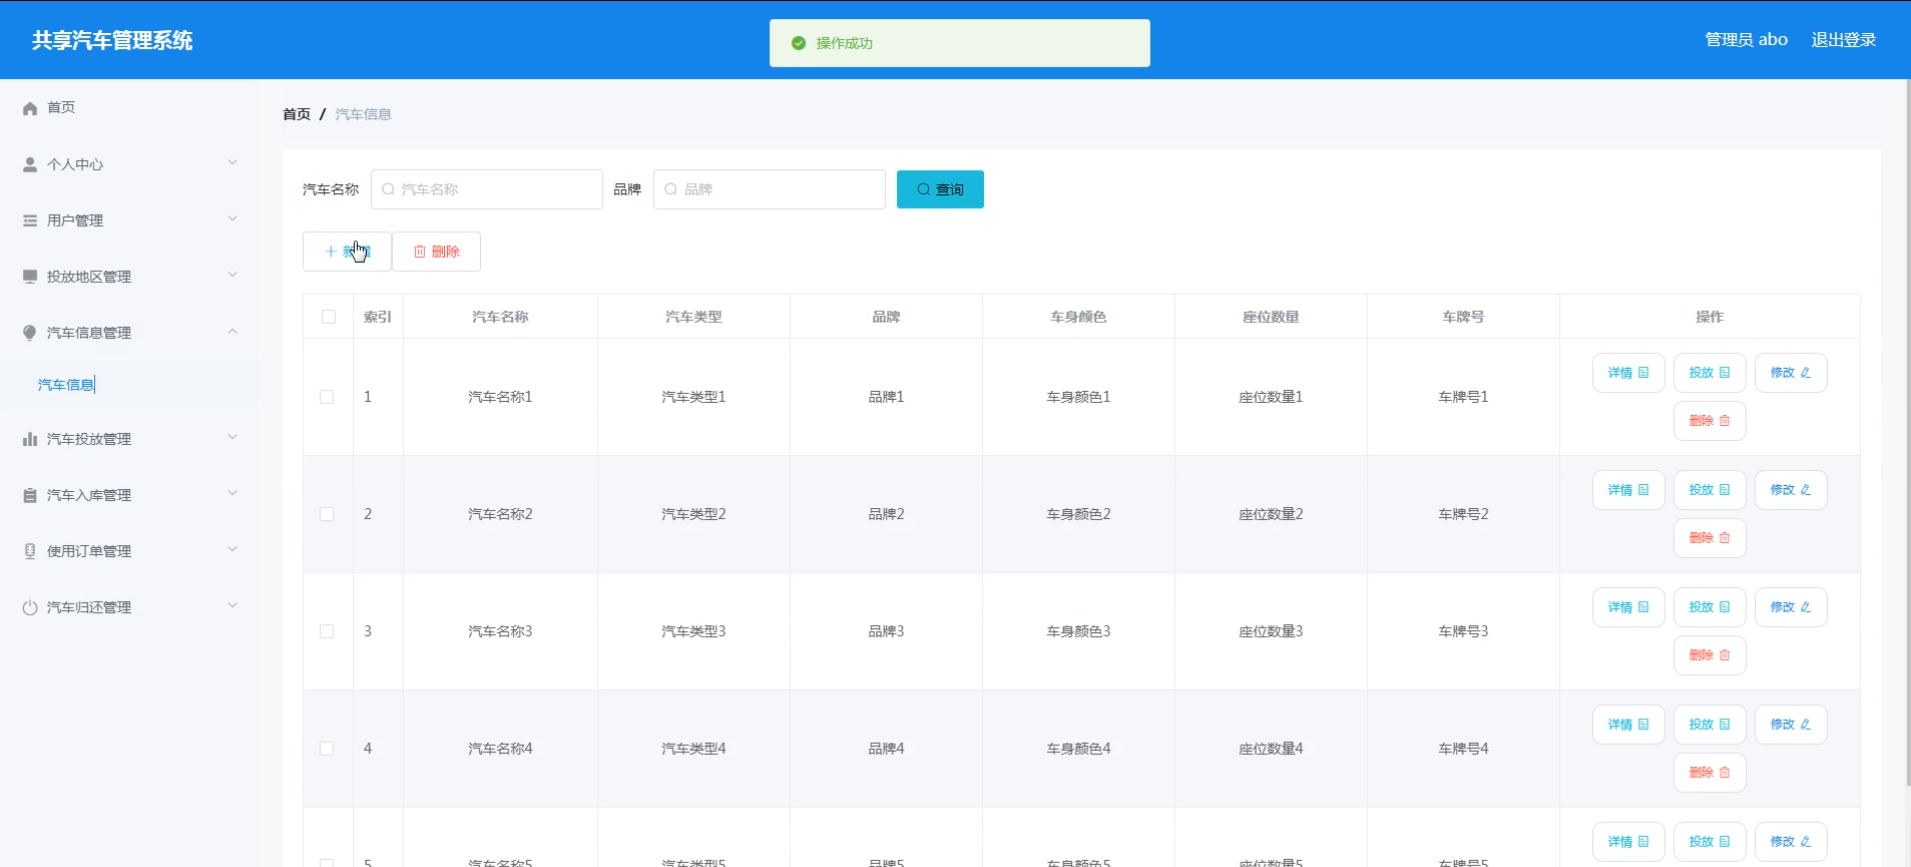 共享汽车管理系统
操作成功
管理员 abo
退出登录
首页
个人中心
用户管理
投放地区管理
汽车信息管理
汽车信息
汽车投放管理
汽车入库管理
使用订单管理
汽车归还管理
首页 / 汽车信息
汽车名称 汽车名称 品牌 品牌 查询
删除
索引 汽车名称 汽车类型 品牌 车身颜色 座位数量 车牌号 操作
详情 投放 修改
1 汽车名称1 汽车类型1 品牌1 车身颜色1 座位数量1 车牌号1
删除
详情 投放 修改
2 汽车名称2 汽车类型2 品牌2 车身颜色2 座位数量2 车牌号2
删除
详情 投放 修改
3 汽车名称3 汽车类型3 品牌3 车身颜色3 座位数量3 车牌号3
删除
详情 投放 修改
4 汽车名称4 汽车类型4 品牌4 车身颜色4 座位数量4 车牌号4
删除
详情 投放 修改
5 汽车名称5 汽车类型5 品牌5 车身颜色5 座位数量5 车牌号5